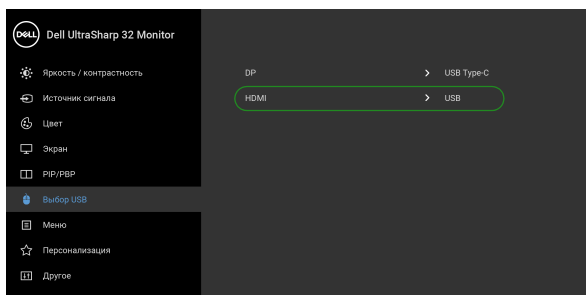 DELL Dell UltraSharp 32 Monitor
Яркость / контрастность
Источник сигнала
Цвет
Экран
PIP/PBP
Выбор USB
Меню
Персонализация
Другое
DP > USB Type-C
HDMI > USB